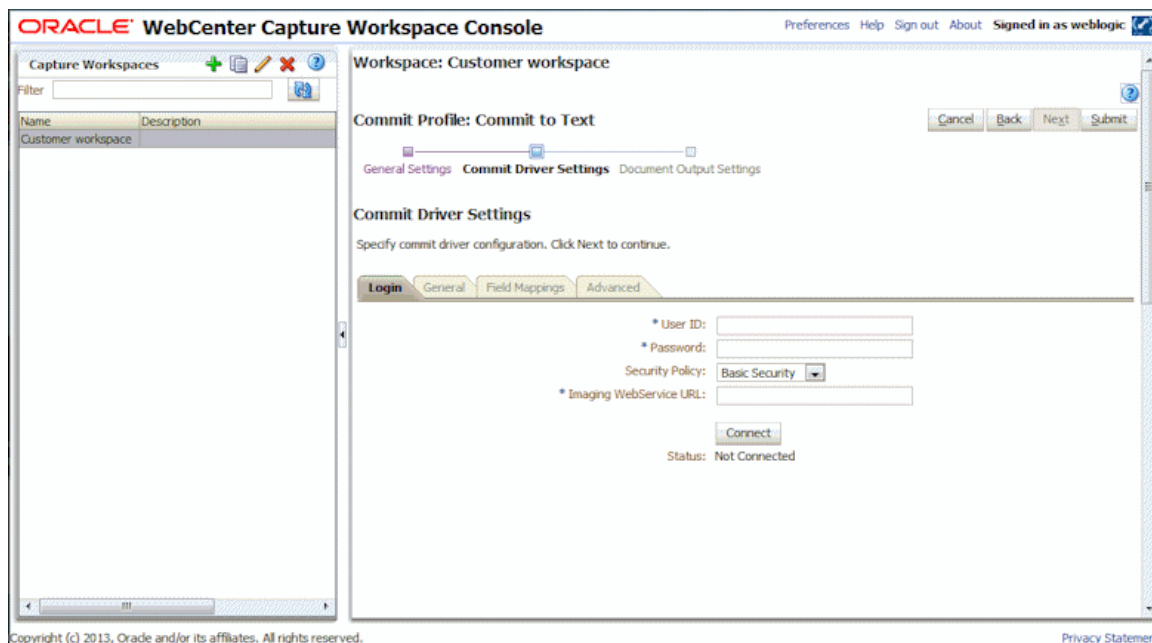 ORACLE WebCenter Capture Workspace Console
Preferences Help Sign out About Signed in as weblogic
Capture Workspaces
Filter
Name Description
Customer workspace
Workspace: Customer workspace
Commit Profile: Commit to Text
Cancel Back Next Submit
General Settings Commit Driver Settings Document Output Settings
Commit Driver Settings
Specify commit driver configuration. Click Next to continue.
Login General Field Mappings Advanced
* User ID:
* Password:
Security Policy: Basic Security
* Imaging WebService URL:
Connect
Status: Not Connected
Copyright (c) 2013, Oracle and/or its affiliates. All rights reserved.
Privacy Statemen